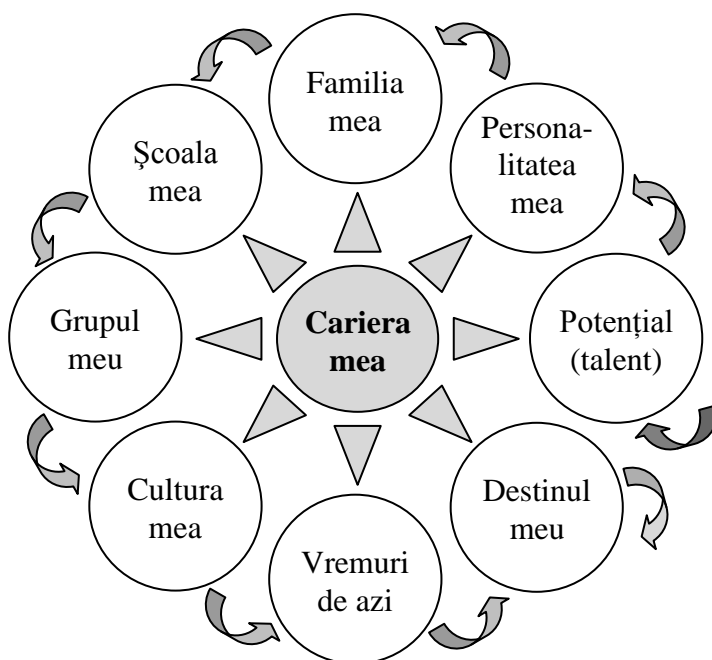 Familia
mea
Persona-
litatea
mea
Potențial
(talent)
Destinul
meu
Vremuri
de azi
Cultura
mea
Grupul
meu
Şcoala
mea
Cariera
mea